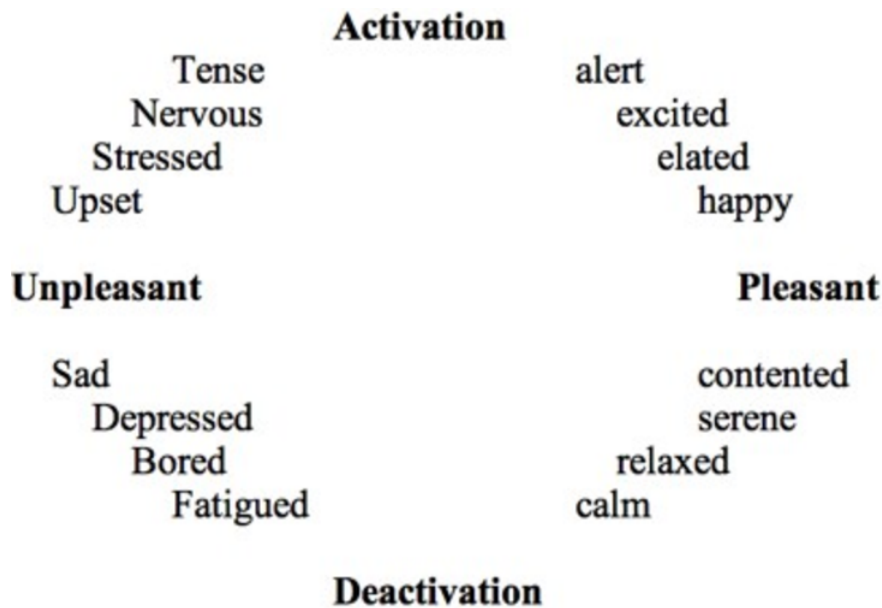 Activation
Tense alert
Nervous excited
Stressed elated
Upset happy
Unpleasant Pleasant
Sad contented
Depressed serene
Bored relaxed
Fatigued calm
Deactivation